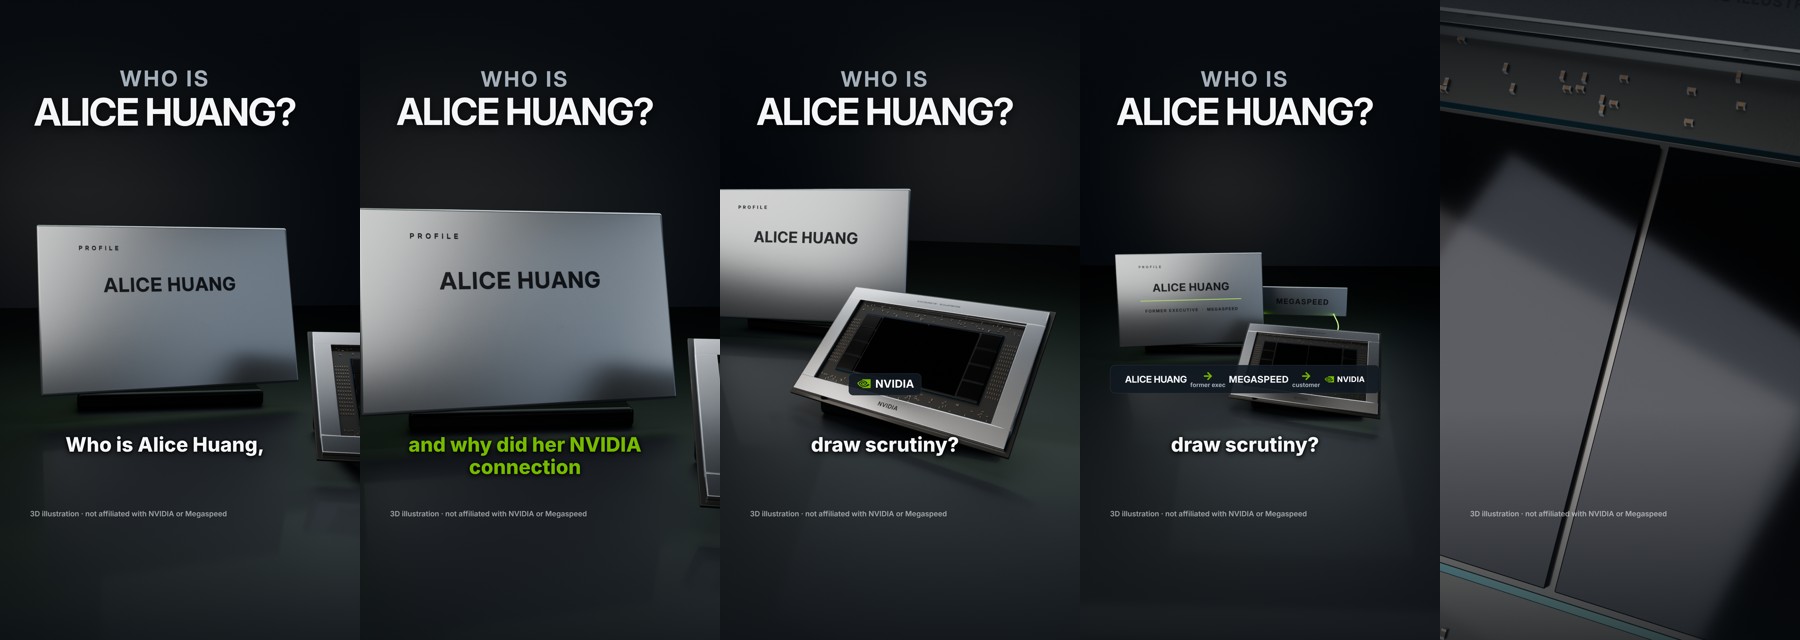 WHO IS
ALICE HUANG?
PROFILE
ALICE HUANG
Who is Alice Huang,
3D illustration · not affiliated with NVIDIA or Megaspeed
WHO IS
ALICE HUANG?
PROFILE
ALICE HUANG
and why did her NVIDIA
connection
3D illustration · not affiliated with NVIDIA or Megaspeed
WHO IS
ALICE HUANG?
PROFILE
ALICE HUANG
NVIDIA
NVIDIA
draw scrutiny?
3D illustration · not affiliated with NVIDIA or Megaspeed
WHO IS
ALICE HUANG?
PROFILE
ALICE HUANG
FORMER EXECUTIVE MEGASPEED
MEGASPEED
ALICE HUANG → former exec MEGASPEED → customer NVIDIA
draw scrutiny?
3D illustration · not affiliated with NVIDIA or Megaspeed
3D illustration · not affiliated with NVIDIA or Megaspeed